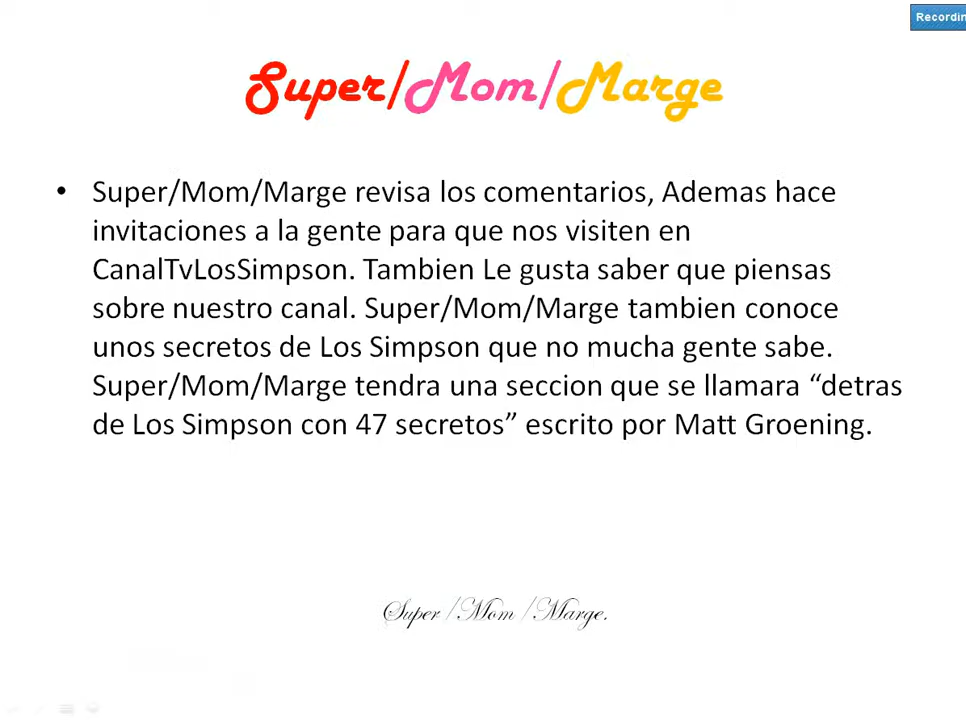 Recordin
Super/Mom/Marge
• Super/Mom/Marge revisa los comentarios, Ademas hace
invitaciones a la gente para que nos visiten en
CanalTvLosSimpson. Tambien Le gusta saber que piensas
sobre nuestro canal. Super/Mom/Marge tambien conoce
unos secretos de Los Simpson que no mucha gente sabe.
Super/Mom/Marge tendra una seccion que se llamara “detras
de Los Simpson con 47 secretos” escrito por Matt Groening.
Super/Mom/Marge.